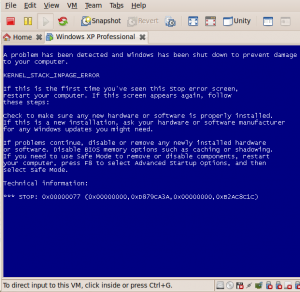 File Edit View VM Team Tabs Help
Snapshot Revert Unity
Home Windows XP Professional
A problem has been detected and Windows has been shut down to prevent damage
to your computer.
KERNEL_STACK_INPAGE_ERROR
If this is the first time you've seen this Stop error screen,
restart your computer. If this screen appears again, follow
these steps:
Check to make sure any new hardware or software is properly installed.
If this is a new installation, ask your hardware or software manufacturer
for any Windows updates you might need.
If problems continue, disable or remove any newly installed hardware
or software. Disable BIOS memory options such as caching or shadowing.
If you need to use Safe Mode to remove or disable components, restart
your computer, press F8 to select Advanced Startup Options, and then
select Safe Mode.
Technical information:
*** STOP: 0x00000077 (0x00000000,0xD879CA3A,0x00000000,0xB2AC8C1C)
To direct input to this VM, click inside or press Ctrl+G.